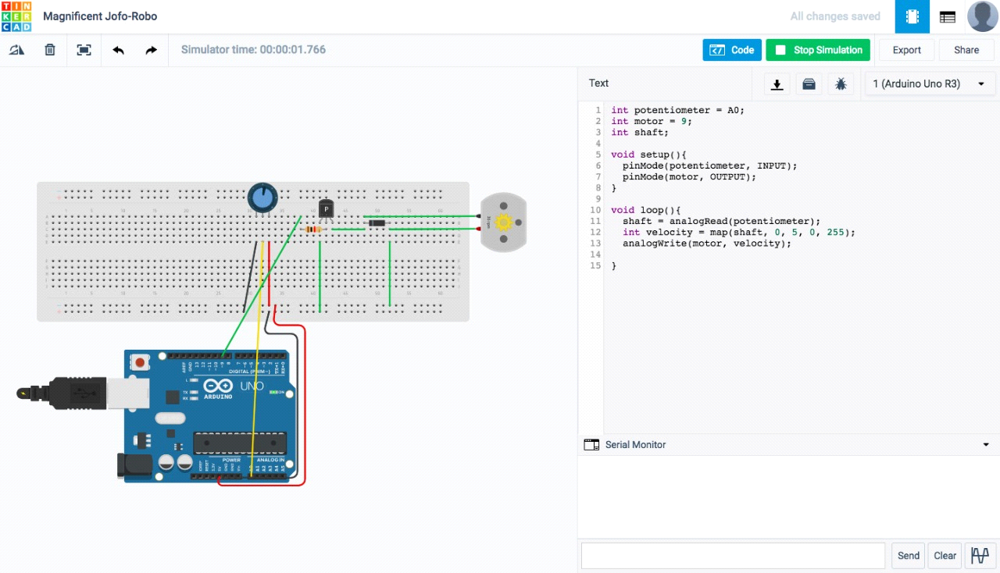 TIN
KER
CAD
Magnificent Jofo-Robo
All changes saved
Simulator time: 00:00:01.766
Code
Stop Simulation
Export
Share
Text
1 (Arduino Uno R3)
1 int potentiometer = A0;
2 int motor = 9;
3 int shaft;
4
5 void setup(){
6 pinMode(potentiometer, INPUT);
7 pinMode(motor, OUTPUT);
8 }
9
10 void loop(){
11 shaft = analogRead(potentiometer);
12 int velocity = map(shaft, 0, 5, 0, 255);
13 analogWrite(motor, velocity);
14
15 }
P
DIGITAL (PWM~)
UNO
ARDUINO
ON
POWER
ANALOG IN
Serial Monitor
Send
Clear